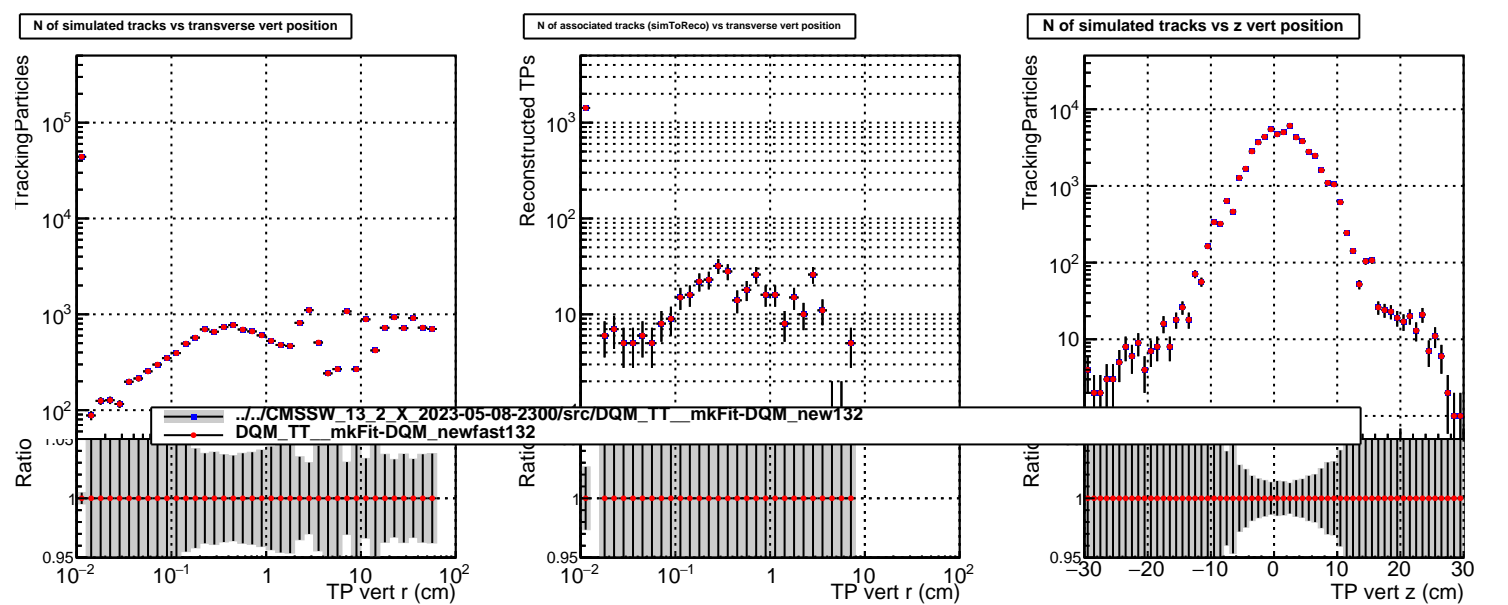 N of simulated tracks vs transverse vert position
TrackingParticles
10^5
10^4
10^3
10^2
Ratio
1
0.95
10^−2 10^−1 1 10 10^2
TP vert r (cm)
N of associated tracks (simToReco) vs transverse vert position
Reconstructed TPs
10^3
10^2
10
Ratio
1
0.95
10^−2 10^−1 1 10 10^2
TP vert r (cm)
N of simulated tracks vs z vert position
TrackingParticles
10^4
10^3
10^2
10
Ratio
1
0.95
−30 −20 −10 0 10 20 30
TP vert z (cm)
../../CMSSW_13_2_X_2023-05-08-2300/src/DQM_TT__mkFit-DQM_new132
DQM_TT__mkFit-DQM_newfast132